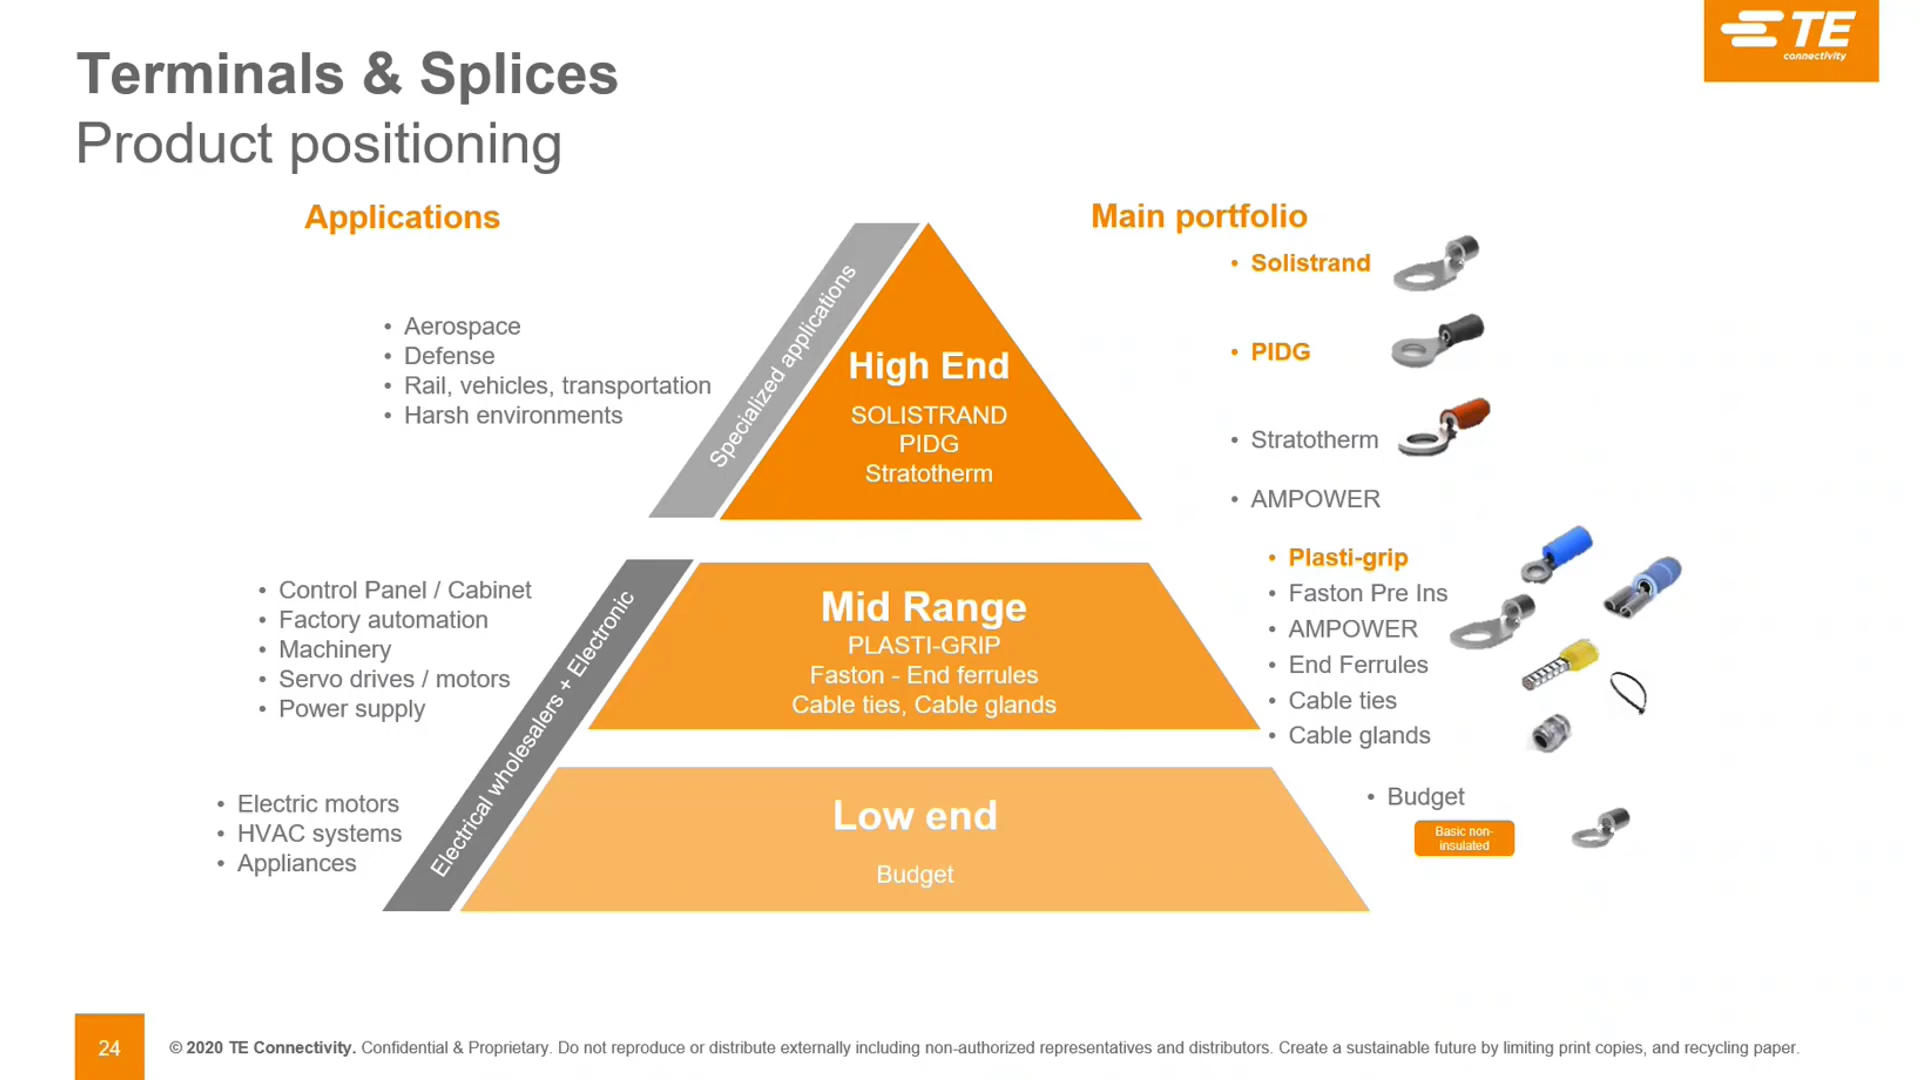 TE
connectivity
Terminals & Splices
Product positioning
Applications
Main portfolio
• Aerospace
• Defense
• Rail, vehicles, transportation
• Harsh environments
Specialized applications
High End
SOLISTRAND
PIDG
Stratotherm
• Solistrand
• PIDG
• Stratotherm
• AMPOWER
• Control Panel / Cabinet
• Factory automation
• Machinery
• Servo drives / motors
• Power supply
Electrical wholesalers + Electronic
Mid Range
PLASTI-GRIP
Faston - End ferrules
Cable ties, Cable glands
• Plasti-grip
• Faston Pre Ins
• AMPOWER
• End Ferrules
• Cable ties
• Cable glands
• Electric motors
• HVAC systems
• Appliances
Low end
Budget
• Budget
Basic non-
insulated
24
© 2020 TE Connectivity. Confidential & Proprietary. Do not reproduce or distribute externally including non-authorized representatives and distributors. Create a sustainable future by limiting print copies, and recycling paper.